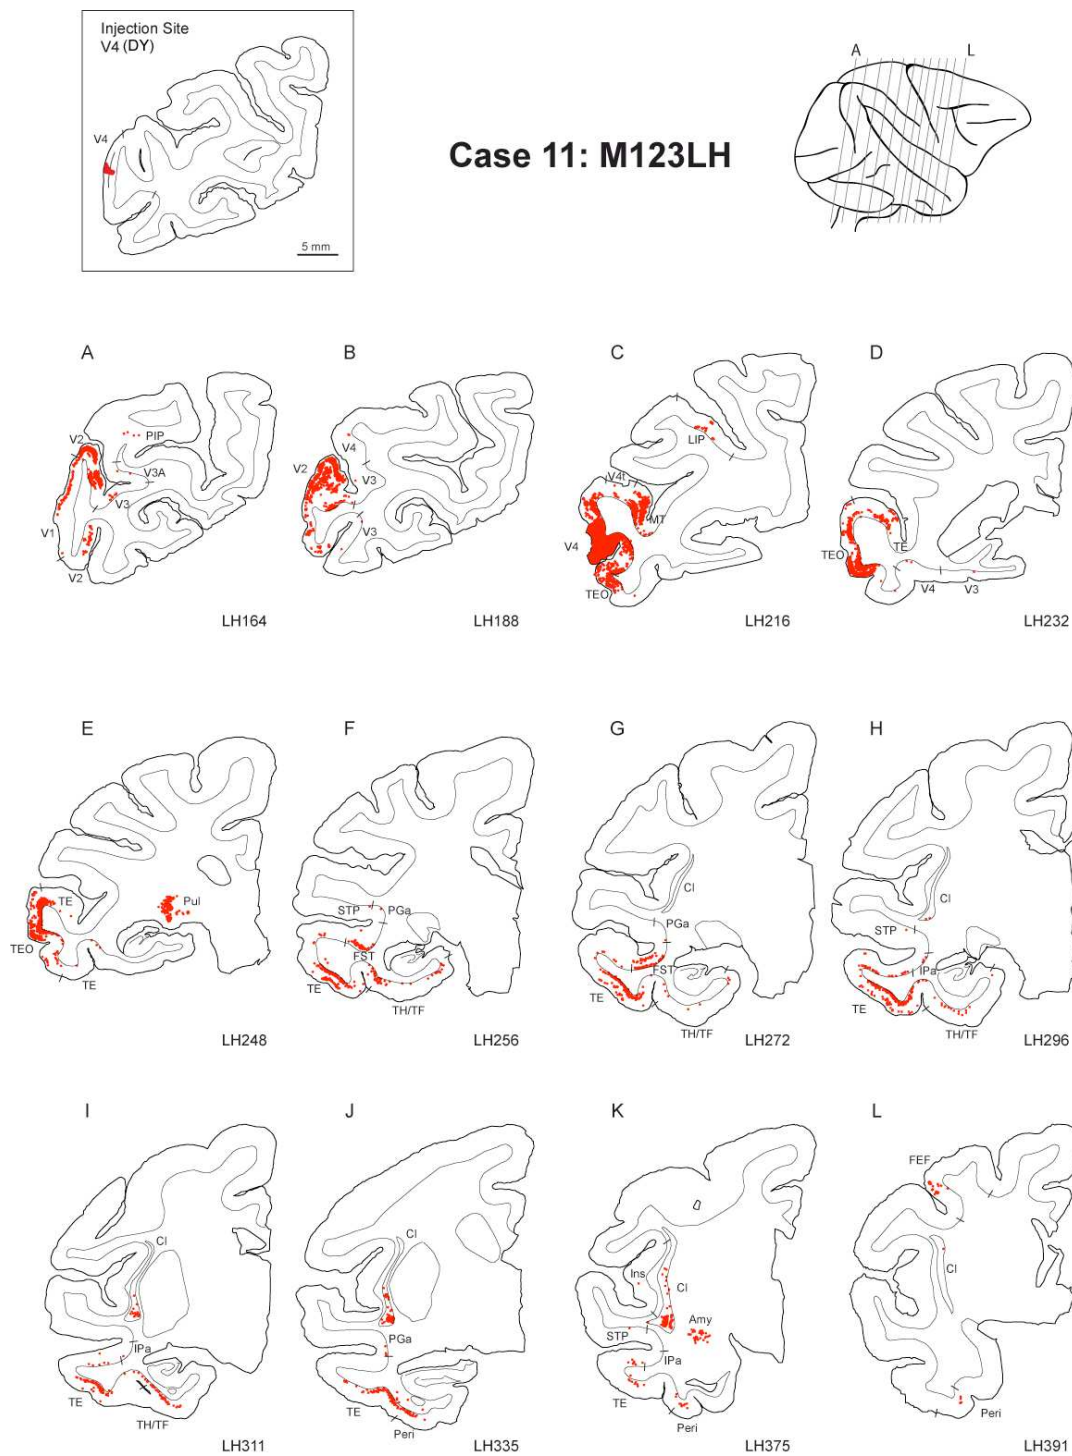 Injection Site
V4 (DY)
V4
5 mm
Case 11: M123LH
A L
A
V2
PIP
V3A
V3
V1
V2
LH164
B
V4
V2
V3
V3
LH188
C
LIP
V4t
MT
V4
TEO
LH216
D
TEO
TE
V4
V3
LH232
E
TE
Pul
TEO
TE
LH248
F
STP
PGa
FST
TE
TH/TF
LH256
G
Cl
PGa
FST
TE
TH/TF
LH272
H
Cl
STP
IPa
TE
TH/TF
LH296
I
Cl
IPa
TE
TH/TF
LH311
J
Cl
PGa
TE
Peri
LH335
K
Ins
Cl
Amy
STP
IPa
TE
Peri
LH375
L
FEF
Cl
Peri
LH391